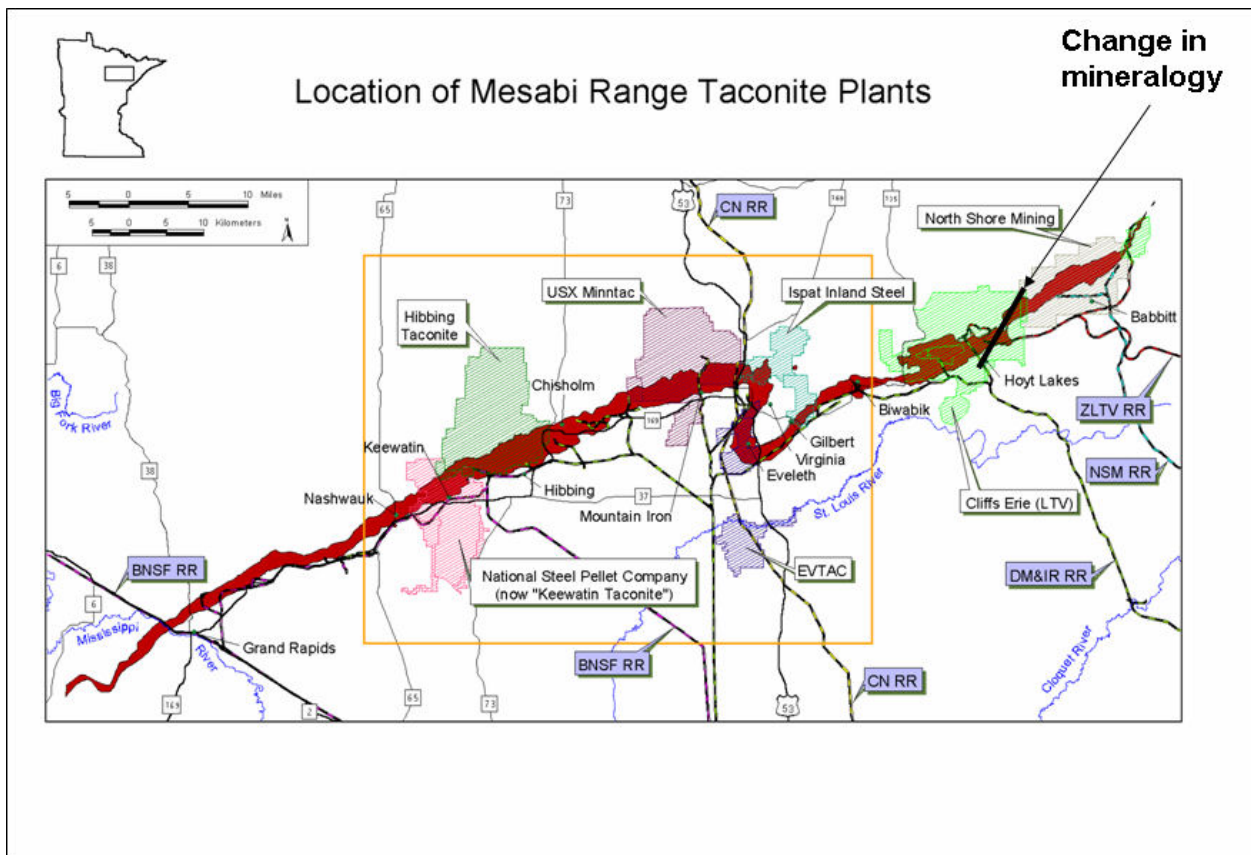 Change in
mineralogy
Location of Mesabi Range Taconite Plants
5 0 5 10 Miles
5 0 5 10 Kilometers
N
65
73
53
CN RR
169
135
6
38
North Shore Mining
USX Minntac
Ispat Inland Steel
Hibbing
Taconite
Babbitt
Chisholm
Hoyt Lakes
Big Fork River
Biwabik
ZLTV RR
169
Keewatin
Gilbert
Virginia
Eveleth
38
Nashwauk
Hibbing
37
NSM RR
Mountain Iron
St. Louis River
Cliffs Erie (LTV)
BNSF RR
National Steel Pellet Company
(now "Keewatin Taconite")
EVTAC
DM&IR RR
6
Mississippi
River
Grand Rapids
BNSF RR
CN RR
Cloquet River
65
73
53
169
2